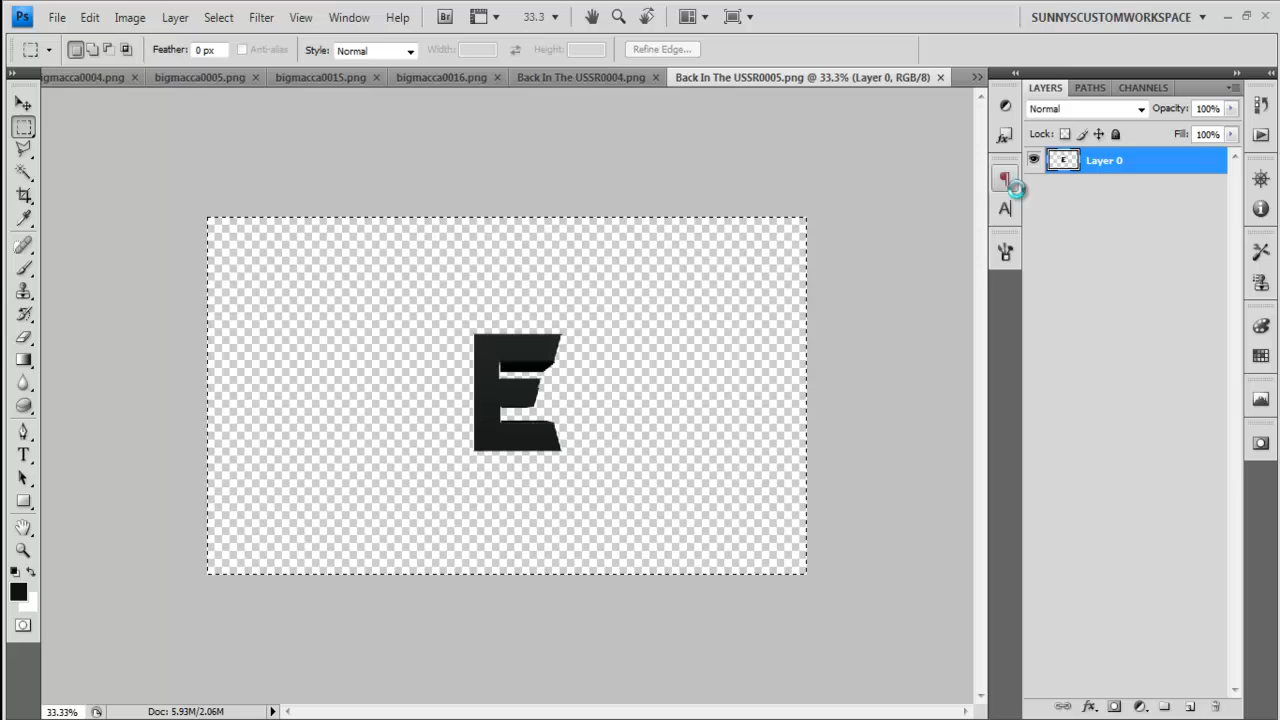 Ps File Edit Image Layer Select Filter View Window Help Br 33.3 SUNNYSCUSTOMWORKSPACE
Feather: 0 px Anti-alias Style: Normal Width: Height: Refine Edge...
igmacca0004.png bigmacca0005.png bigmacca0015.png bigmacca0016.png Back In The USSR0004.png Back In The USSR0005.png @ 33.3% (Layer 0, RGB/8)
LAYERS PATHS CHANNELS
Normal Opacity: 100%
Lock: Fill: 100%
Layer 0
E
33.33% Doc: 5.93M/2.06M